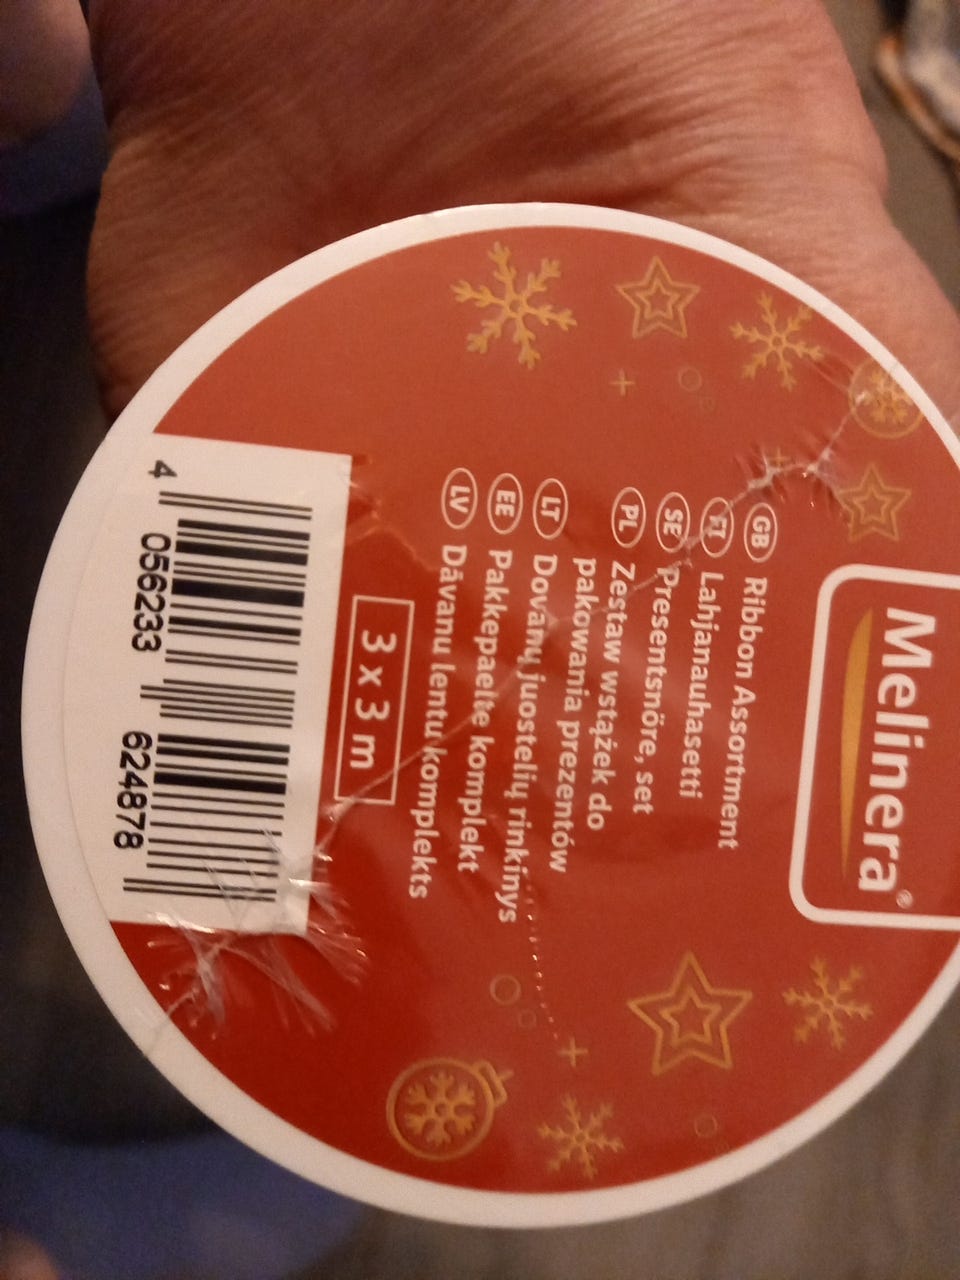 Melinera®
GB Ribbon Assortment
FI Lahjanauhasetti
SE Presentsnöre, set
PL Zestaw wstążek do
pakowania prezentów
LT Dovanų juostelių rinkinys
EE Pakkepaelte komplekt
LV Dāvanu lentu komplekts
3 x 3 m
4 056233 624878